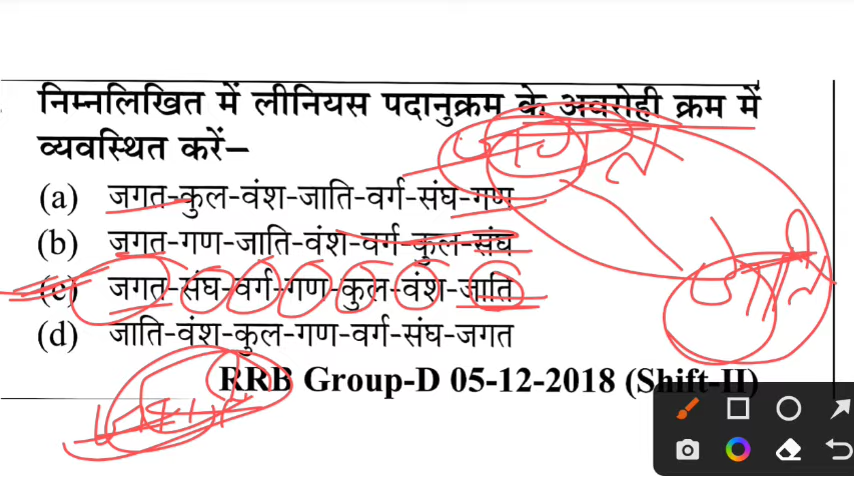 निम्नलिखित में लीनियस पदानुक्रम के अवरोही क्रम में
व्यवस्थित करें–
(a) जगत-कुल-वंश-जाति-वर्ग-संघ-गण
(b) जगत-गण-जाति-वंश-वर्ग-कुल-संघ
(c) जगत-संघ-वर्ग-गण-कुल-वंश-जाति
(d) जाति-वंश-कुल-गण-वर्ग-संघ-जगत
RRB Group-D 05-12-2018 (Shift-II)